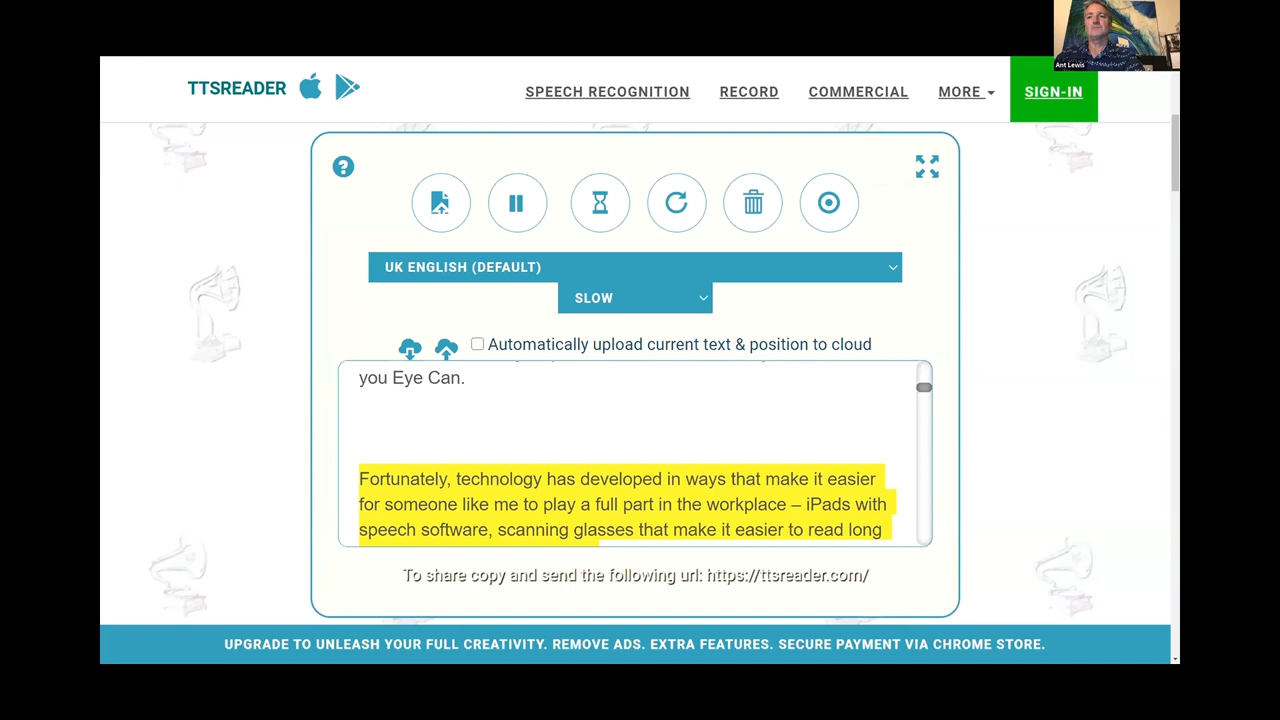 Ant Lewis
TTSREADER
SPEECH RECOGNITION
RECORD
COMMERCIAL
MORE
SIGN-IN
?
UK ENGLISH (DEFAULT)
SLOW
Automatically upload current text & position to cloud
you Eye Can.
Fortunately, technology has developed in ways that make it easier
for someone like me to play a full part in the workplace – iPads with
speech software, scanning glasses that make it easier to read long
To share copy and send the following url: https://ttsreader.com/
UPGRADE TO UNLEASH YOUR FULL CREATIVITY. REMOVE ADS. EXTRA FEATURES. SECURE PAYMENT VIA CHROME STORE.